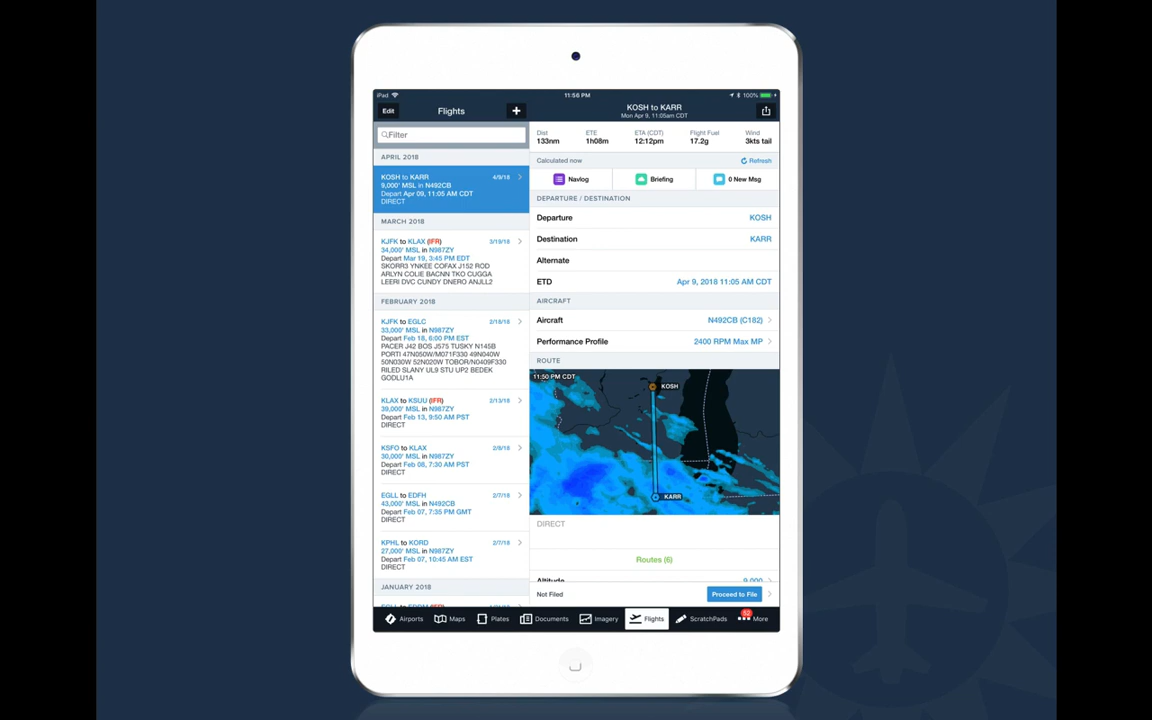 iPad
11:56 PM
100%
Edit
Flights
+
KOSH to KARR
Mon Apr 9, 11:05am CDT
Filter
APRIL 2018
KOSH to KARR
4/9/18
9,000' MSL in N492CB
Depart Apr 09, 11:05 AM CDT
DIRECT
MARCH 2018
KJFK to KLAX (IFR)
3/19/18
34,000' MSL in N987ZY
Depart Mar 19, 3:45 PM EDT
SKORR3 YNKEE COFAX J152 ROD
ARLYN COLIE BACNN TKO CUGGA
LEERI DVC CUNDY DNERO ANJLL2
FEBRUARY 2018
KJFK to EGLC
2/18/18
33,000' MSL in N987ZY
Depart Feb 18, 6:00 PM EST
PACER J42 BOS J575 TUSKY N145B
PORTI 47N050W/M071F330 49N040W
50N030W 52N020W TOBOR/N0409F330
RILED SLANY UL9 STU UP2 BEDEK
GODLU1A
KLAX to KSUU (IFR)
2/13/18
39,000' MSL in N987ZY
Depart Feb 13, 9:50 AM PST
DIRECT
KSFO to KLAX
2/8/18
30,000' MSL in N987ZY
Depart Feb 08, 7:30 AM PST
DIRECT
EGLL to EDFH
2/7/18
43,000' MSL in N492CB
Depart Feb 07, 7:35 PM GMT
DIRECT
KPHL to KORD
2/7/18
27,000' MSL in N987ZY
Depart Feb 07, 10:45 AM EST
DIRECT
JANUARY 2018
Dist ETE ETA (CDT) Flight Fuel Wind
133nm 1h08m 12:12pm 17.2g 3kts tail
Calculated now
Refresh
Navlog Briefing 0 New Msg
DEPARTURE / DESTINATION
Departure KOSH
Destination KARR
Alternate
ETD Apr 9, 2018 11:05 AM CDT
AIRCRAFT
Aircraft N492CB (C182)
Performance Profile 2400 RPM Max MP
ROUTE
11:50 PM CDT
KOSH
KARR
DIRECT
Routes (6)
Altitude 9,000
Not Filed
Proceed to File
Airports Maps Plates Documents Imagery Flights ScratchPads More